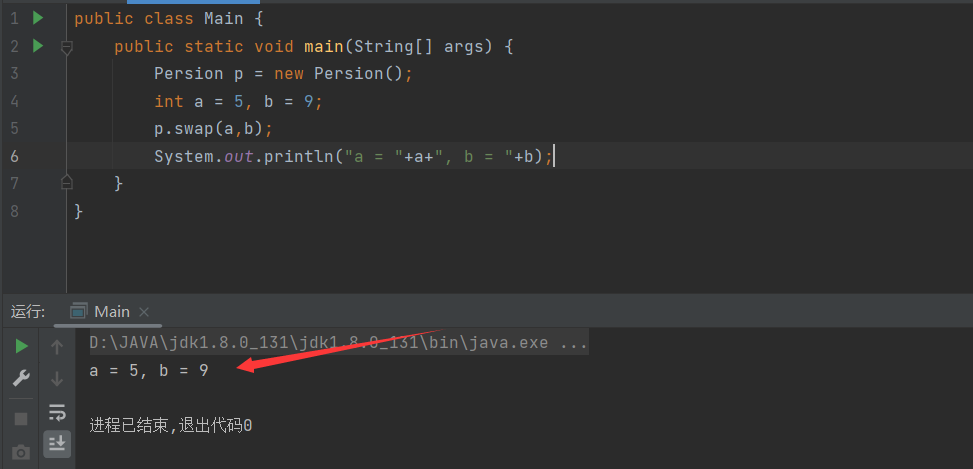 1 public class Main {
2 public static void main(String[] args) {
3 Persion p = new Persion();
4 int a = 5, b = 9;
5 p.swap(a,b);
6 System.out.println("a = "+a+", b = "+b);
7 }
8 }
运行: Main
D:\JAVA\jdk1.8.0_131\jdk1.8.0_131\bin\java.exe ...
a = 5, b = 9
进程已结束,退出代码0